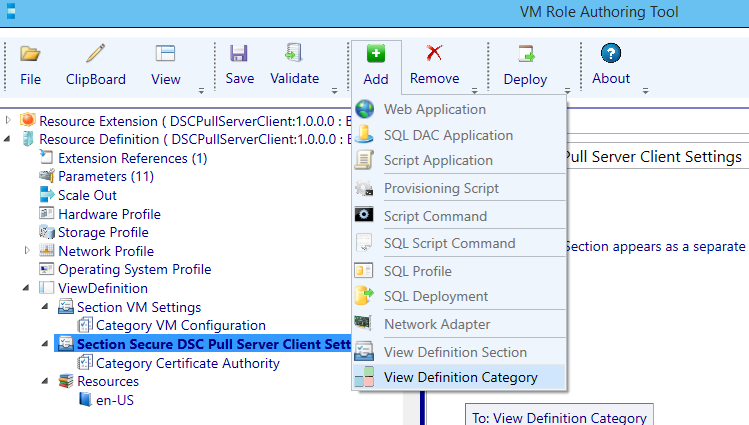 VM Role Authoring Tool
File
ClipBoard
View
Save
Validate
Add
Remove
Deploy
About
Resource Extension ( DSCPullServerClient:1.0.0.0 :
Resource Definition ( DSCPullServerClient:1.0.0.0 :
Extension References (1)
Parameters (11)
Scale Out
Hardware Profile
Storage Profile
Network Profile
Operating System Profile
ViewDefinition
Section VM Settings
Category VM Configuration
Section Secure DSC Pull Server Client Sett
Category Certificate Authority
Resources
en-US
Web Application
SQL DAC Application
Script Application
Provisioning Script
Script Command
SQL Script Command
SQL Profile
SQL Deployment
Network Adapter
View Definition Section
View Definition Category
Pull Server Client Settings
Section appears as a separate
To: View Definition Category